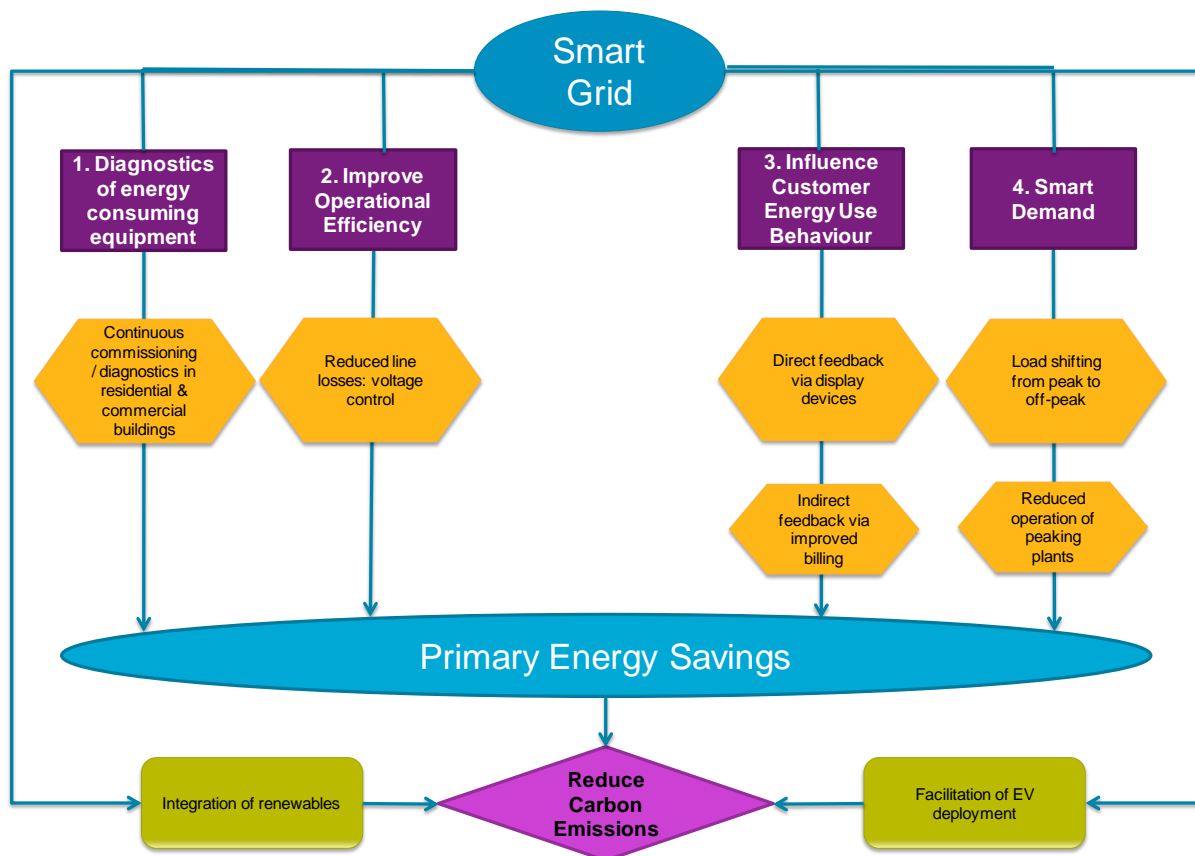 Smart
Grid
1. Diagnostics
of energy
consuming
equipment
2. Improve
Operational
Efficiency
3. Influence
Customer
Energy Use
Behaviour
4. Smart
Demand
Continuous
commissioning
/ diagnostics in
residential &
commercial
buildings
Reduced line
losses: voltage
control
Direct feedback
via display
devices
Load shifting
from peak to
off-peak
Indirect
feedback via
improved
billing
Reduced
operation of
peaking
plants
Primary Energy Savings
Integration of renewables
Reduce
Carbon
Emissions
Facilitation of EV
deployment